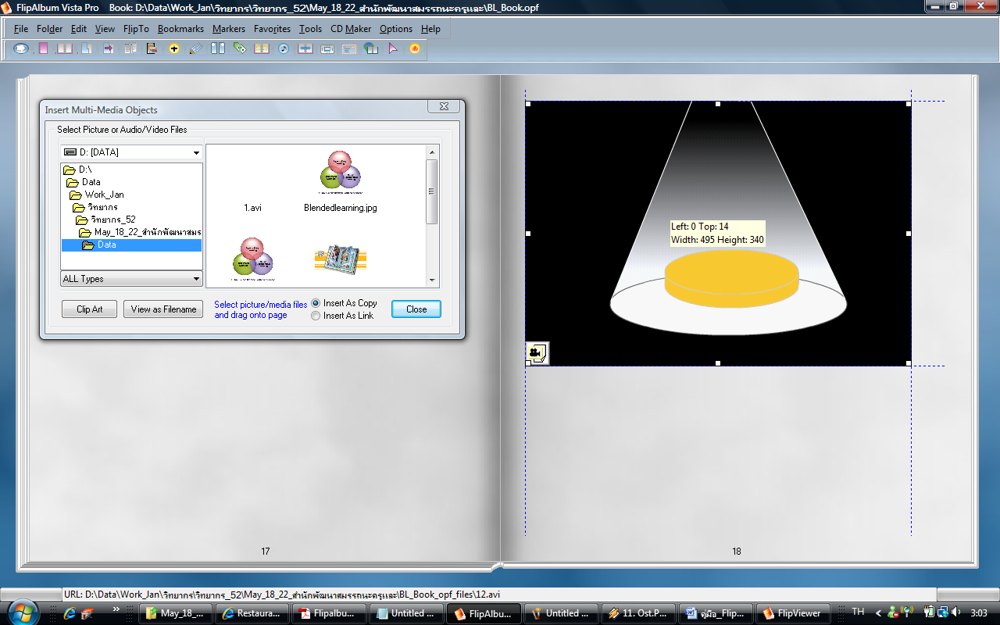 FlipAlbum Vista Pro Book: D:\Data\Work_Jan\วิทยากร\วิทยากร_52\May_18_22_สำนักพัฒนาสมรรถนะครูและ\BL_Book.opf
File Folder Edit View FlipTo Bookmarks Markers Favorites Tools CD Maker Options Help
Insert Multi-Media Objects
Select Picture or Audio/Video Files
D: [DATA]
D:\
Data
Work_Jan
วิทยากร
วิทยากร_52
May_18_22_สำนักพัฒนาสมร
Data
ALL Types
1.avi
Blendedlearning.jpg
Clip Art
View as Filename
Select picture/media files
and drag onto page
Insert As Copy
Insert As Link
Close
Left: 0 Top: 14
Width: 495 Height: 340
17
18
URL: D:\Data\Work_Jan\วิทยากร\วิทยากร_52\May_18_22_สำนักพัฒนาสมรรถนะครูและ\BL_Book_opf_files\12.avi
May_18_... Restaura... Flipalbu... Untitled ... FlipAlbu... Untitled ... 11. Ost.P... คู่มือ_Flip... FlipViewer TH 3:03